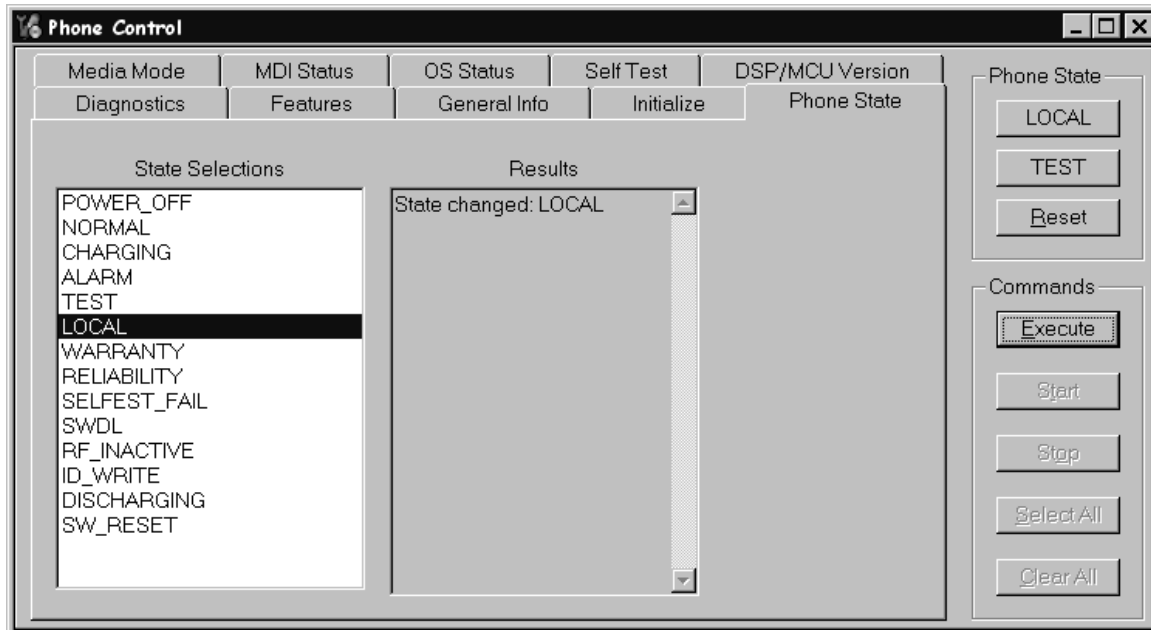 Phone Control
Media Mode
MDI Status
OS Status
Self Test
DSP/MCU Version
Diagnostics
Features
General Info
Initialize
Phone State
State Selections
POWER_OFF
NORMAL
CHARGING
ALARM
TEST
LOCAL
WARRANTY
RELIABILITY
SELFEST_FAIL
SWDL
RF_INACTIVE
ID_WRITE
DISCHARGING
SW_RESET
Results
State changed: LOCAL
Phone State
LOCAL
TEST
Reset
Commands
Execute
Start
Stop
Select All
Clear All